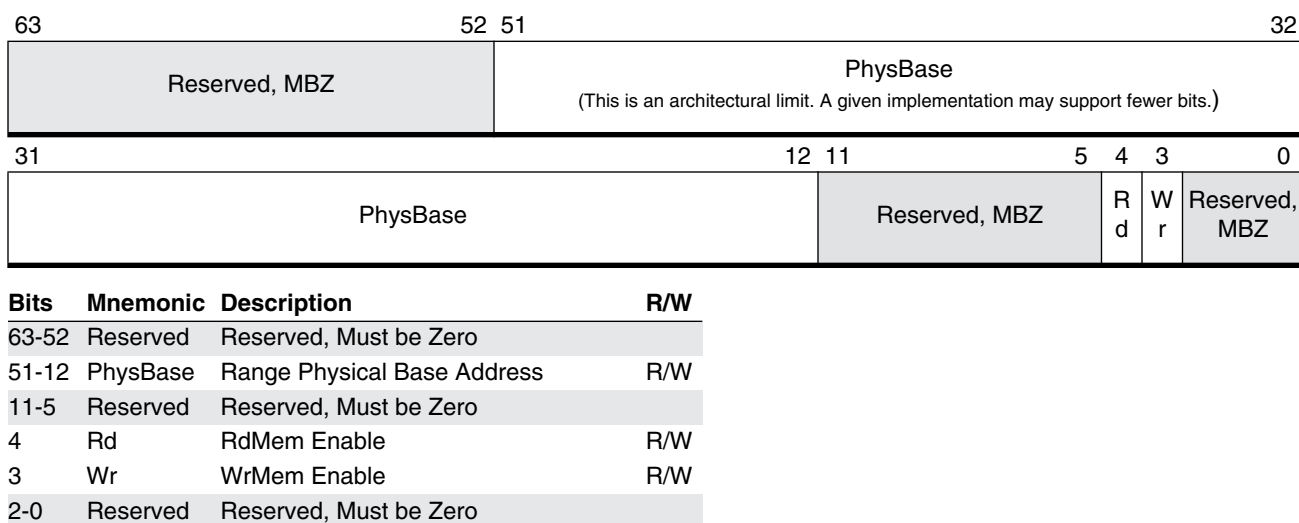 63 52 51 32
Reserved, MBZ PhysBase
(This is an architectural limit. A given implementation may support fewer bits.)
31 12 11 5 4 3 0
PhysBase Reserved, MBZ R d W r Reserved, MBZ
Bits Mnemonic Description R/W
63-52 Reserved Reserved, Must be Zero
51-12 PhysBase Range Physical Base Address R/W
11-5 Reserved Reserved, Must be Zero
4 Rd RdMem Enable R/W
3 Wr WrMem Enable R/W
2-0 Reserved Reserved, Must be Zero